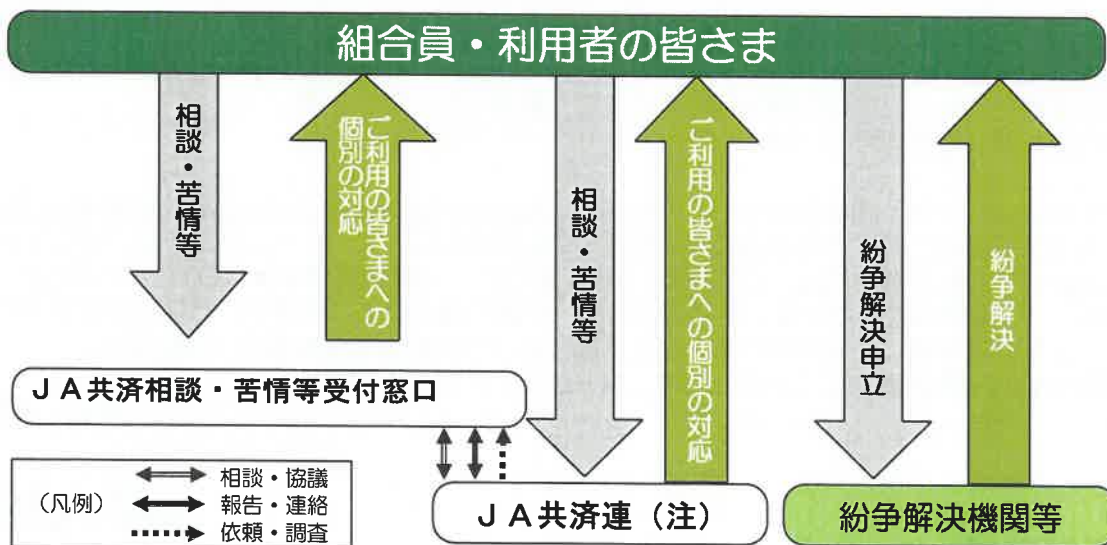 組合員・利用者の皆さま
相談・苦情等
ご利用の皆さまへの
個別の対応
相談・苦情等
ご利用の皆さまへの個別の対応
紛争解決申立
紛争解決
ＪＡ共済相談・苦情等受付窓口
（凡例）
相談・協議
報告・連絡
依頼・調査
ＪＡ共済連（注）
紛争解決機関等